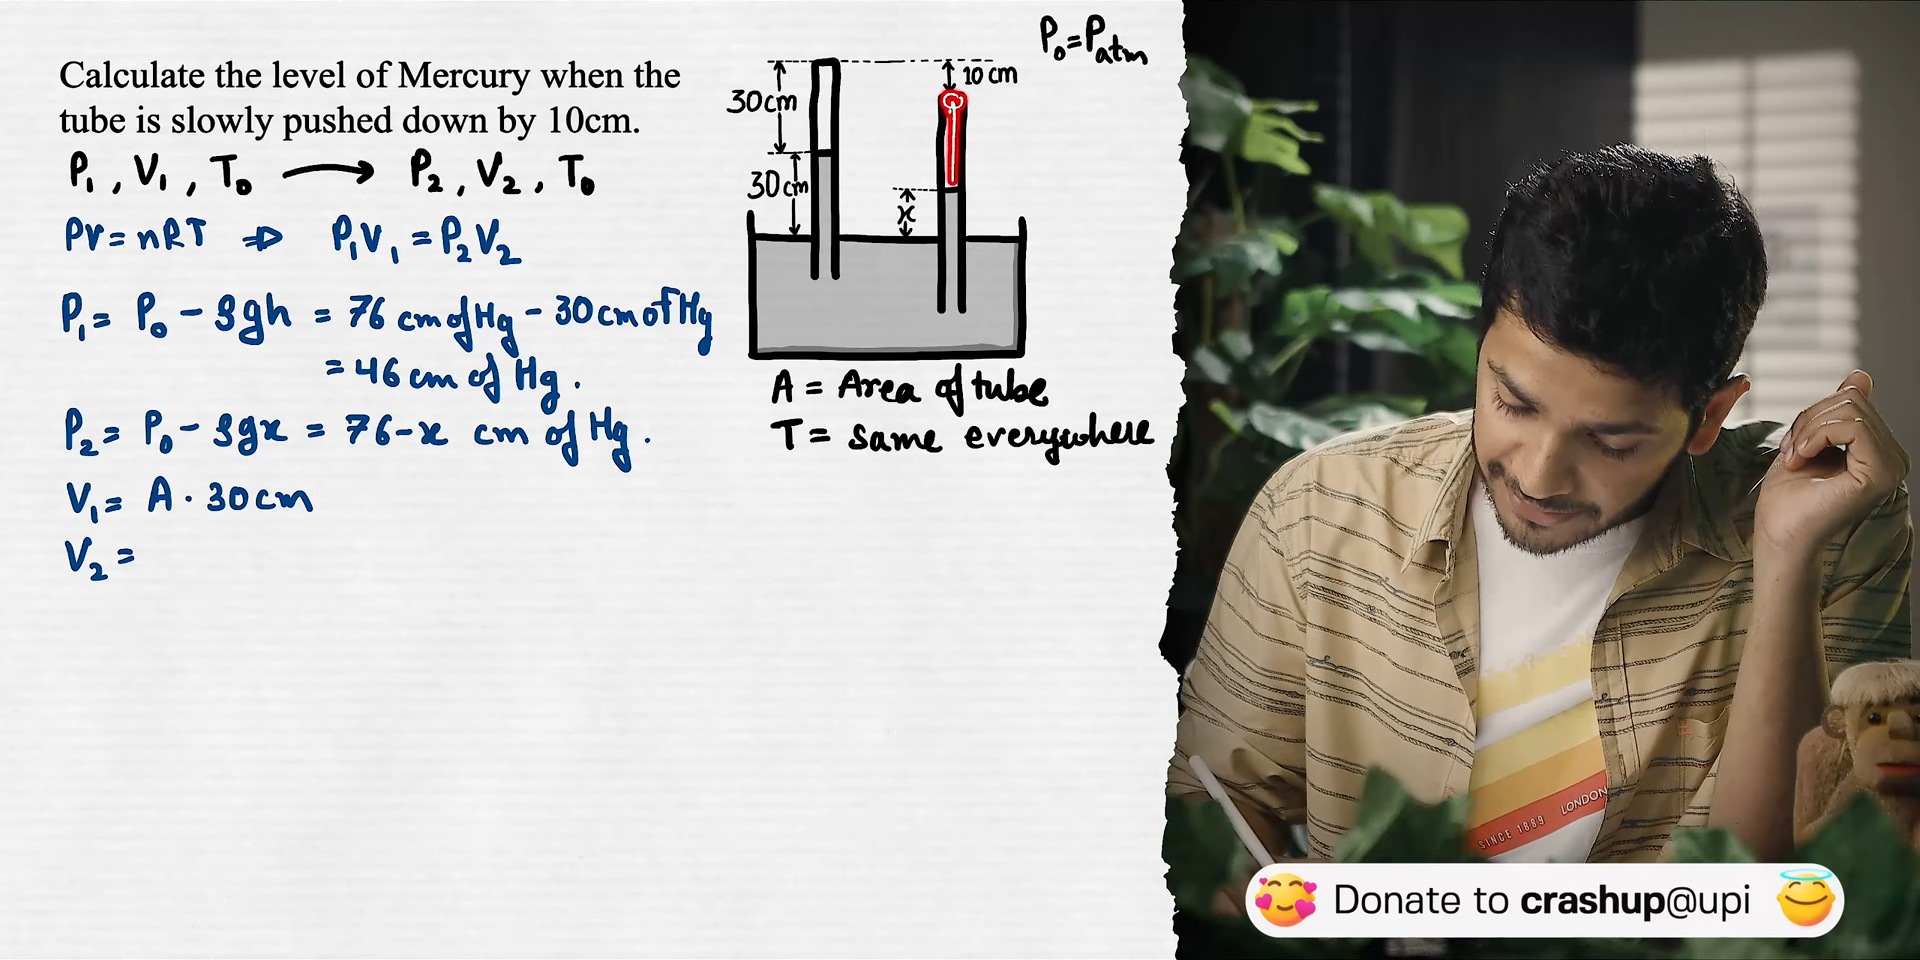 Calculate the level of Mercury when the
tube is slowly pushed down by 10cm.
P₁ , V₁ , T₀ ⟶ P₂ , V₂ , T₀
PV = nRT ⇒ P₁V₁ = P₂V₂
P₁ = P₀ - ρgh = 76 cm of Hg - 30 cm of Hg
= 46 cm of Hg .
P₂ = P₀ - ρgx = 76-x cm of Hg .
V₁ = A . 30 cm
V₂ =
P₀ = Patm
10 cm
30cm
30 cm
x
A = Area of tube
T = same everywhere
SINCE 1889 LONDON
Donate to crashup@upi